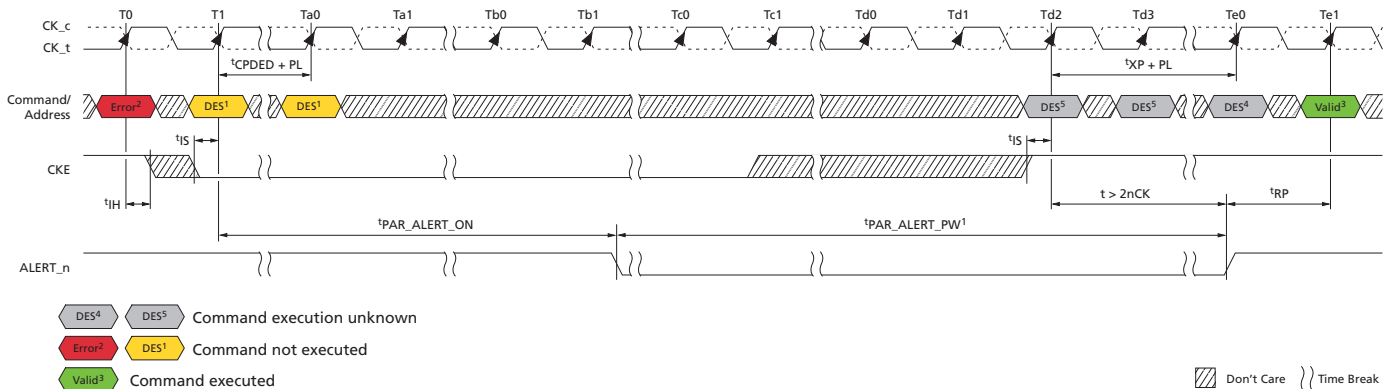 T0 T1 Ta0 Ta1 Tb0 Tb1 Tc0 Tc1 Td0 Td1 Td2 Td3 Te0 Te1
CK_c
CK_t
tCPDED + PL tXP + PL
Command/
Address
Error2 DES1 DES1 DES5 DES5 DES4 Valid3
tIS tIS
CKE
tIH t > 2nCK tRP
tPAR_ALERT_ON tPAR_ALERT_PW1
ALERT_n
DES4 DES5 Command execution unknown
Error2 DES1 Command not executed
Valid3 Command executed
Don't Care Time Break